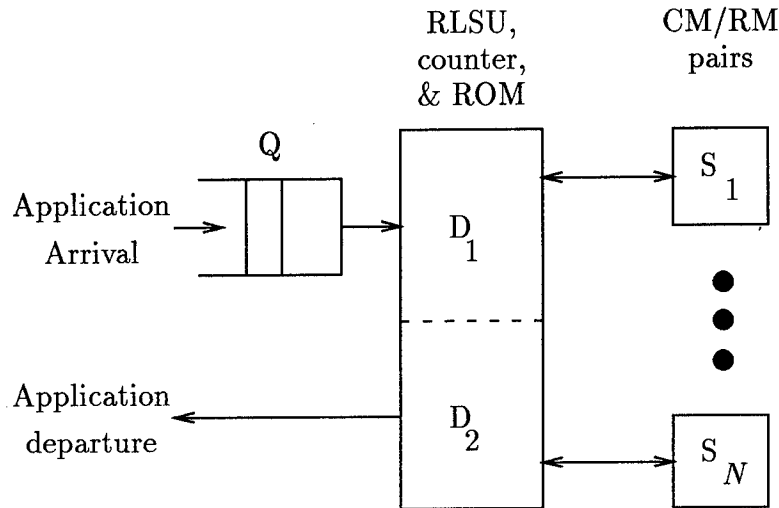 RLSU,
counter,
& ROM
CM/RM
pairs
Q
Application
Arrival
D1
S1
Application
departure
D2
SN